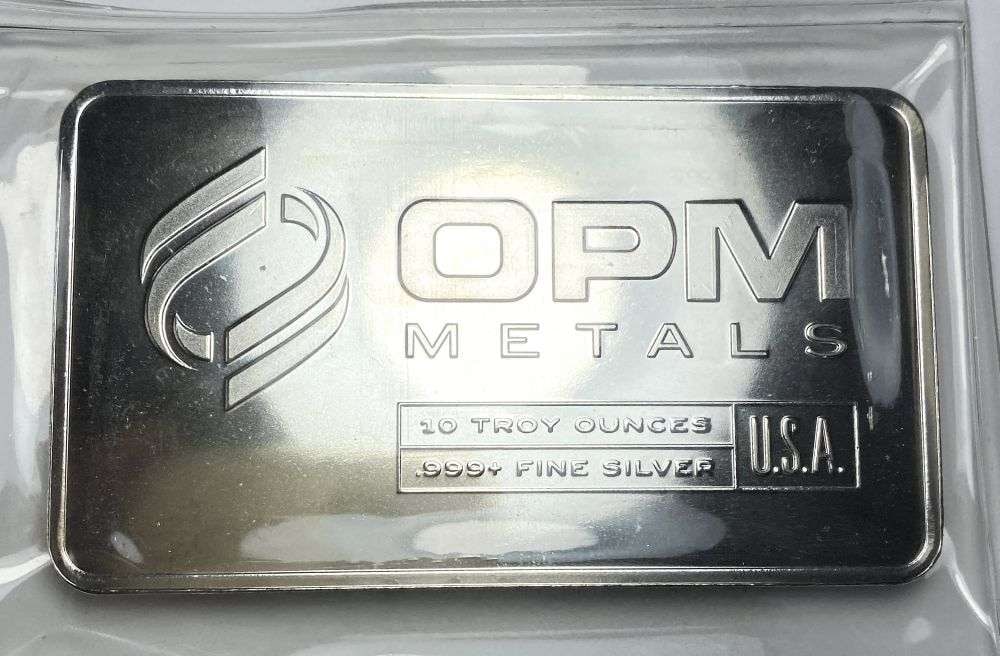 OPM
METALS
10 TROY OUNCES
.999+ FINE SILVER
U.S.A.